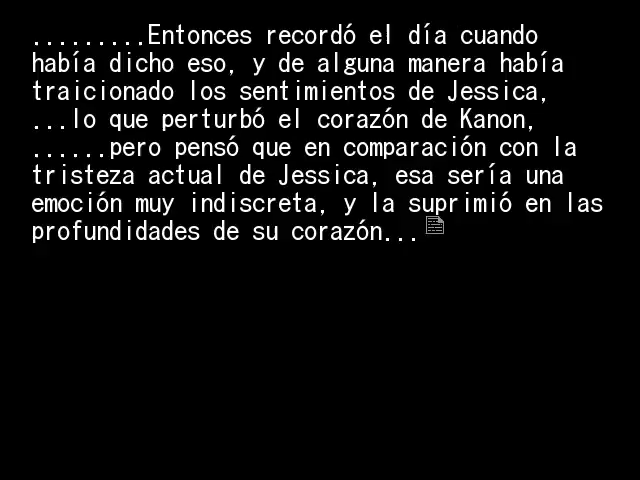 .........Entonces recordó el día cuando
había dicho eso, y de alguna manera había
traicionado los sentimientos de Jessica,
...lo que perturbó el corazón de Kanon,
......pero pensó que en comparación con la
tristeza actual de Jessica, esa sería una
emoción muy indiscreta, y la suprimió en las
profundidades de su corazón...